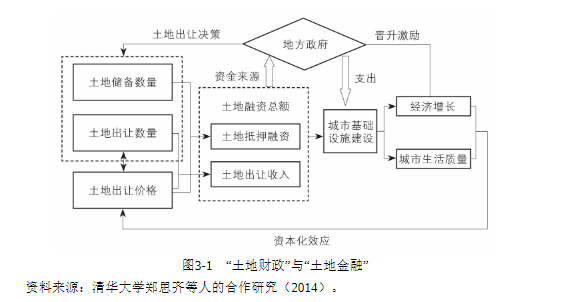 土地出让决策
地方政府
晋升激励
资金来源
支出
土地储备数量
土地出让数量
土地出让价格
土地融资总额
土地抵押融资
土地出让收入
城市基础
设施建设
经济增长
城市生活质量
资本化效应
图3-1 “土地财政”与“土地金融”
资料来源：清华大学郑思齐等人的合作研究（2014）。